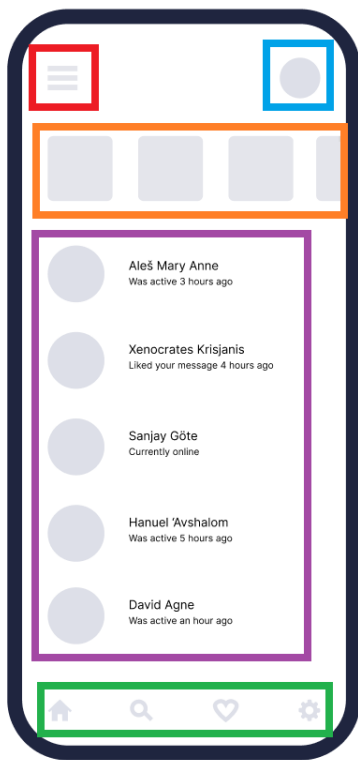 Aleš Mary Anne
Was active 3 hours ago
Xenocrates Krisjanis
Liked your message 4 hours ago
Sanjay Göte
Currently online
Hanuel ‘Avshalom
Was active 5 hours ago
David Agne
Was active an hour ago